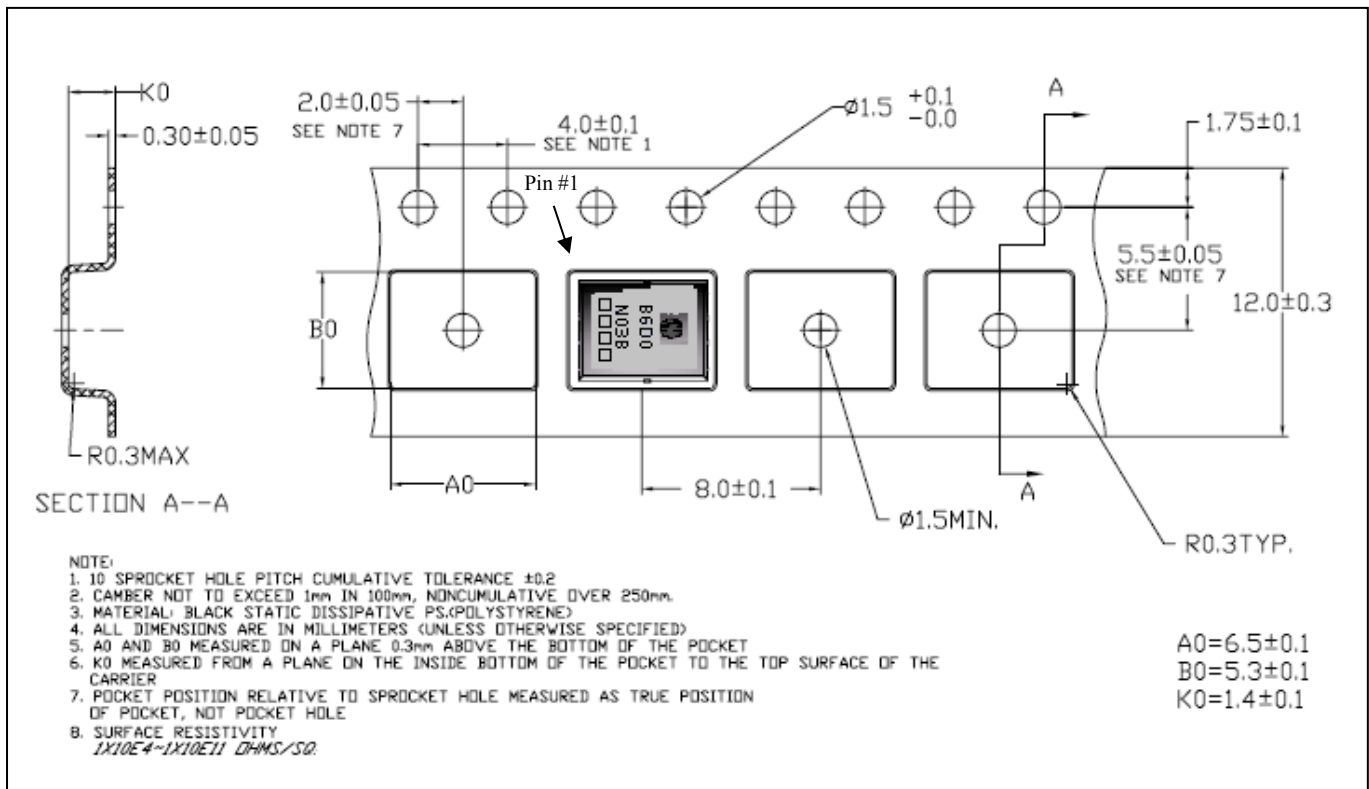 K0
0.30±0.05
2.0±0.05
SEE NOTE 7
4.0±0.1
SEE NOTE 1
Pin #1
Ø1.5 +0.1 -0.0
A
1.75±0.1
5.5±0.05
SEE NOTE 7
12.0±0.3
B0
B6D0
N03B
□□□□
R0.3MAX
A0
8.0±0.1
A
Ø1.5MIN.
R0.3TYP.
SECTION A--A
NOTE:
1. 10 SPROCKET HOLE PITCH CUMULATIVE TOLERANCE ±0.2
2. CAMBER NOT TO EXCEED 1mm IN 100mm, NONCUMULATIVE OVER 250mm.
3. MATERIAL: BLACK STATIC DISSIPATIVE PS.(POLYSTYRENE)
4. ALL DIMENSIONS ARE IN MILLIMETERS (UNLESS OTHERWISE SPECIFIED)
5. A0 AND B0 MEASURED ON A PLANE 0.3mm ABOVE THE BOTTOM OF THE POCKET
6. K0 MEASURED FROM A PLANE ON THE INSIDE BOTTOM OF THE POCKET TO THE TOP SURFACE OF THE
CARRIER
7. POCKET POSITION RELATIVE TO SPROCKET HOLE MEASURED AS TRUE POSITION
OF POCKET, NOT POCKET HOLE
8. SURFACE RESISTIVITY
1X10E4~1X10E11 OHMS/SQ.
A0=6.5±0.1
B0=5.3±0.1
K0=1.4±0.1